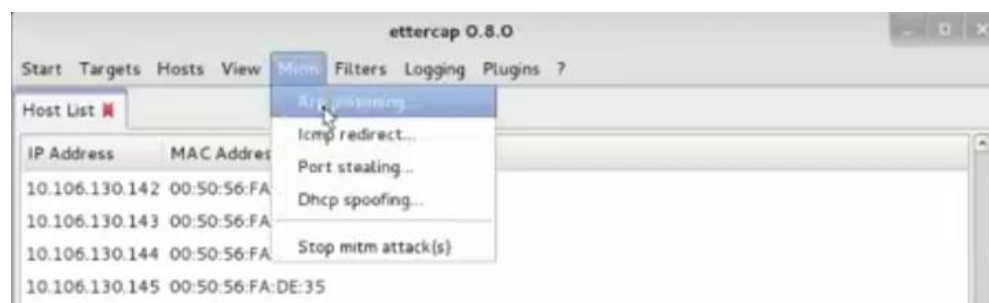 ettercap 0.8.0
Start Targets Hosts View Mitm Filters Logging Plugins ?
Host List
Arp poisoning...
Icmp redirect...
Port stealing...
Dhcp spoofing...
Stop mitm attack(s)
IP Address MAC Addres
10.106.130.142 00:50:56:FA
10.106.130.143 00:50:56:FA
10.106.130.144 00:50:56:FA
10.106.130.145 00:50:56:FA:DE:35